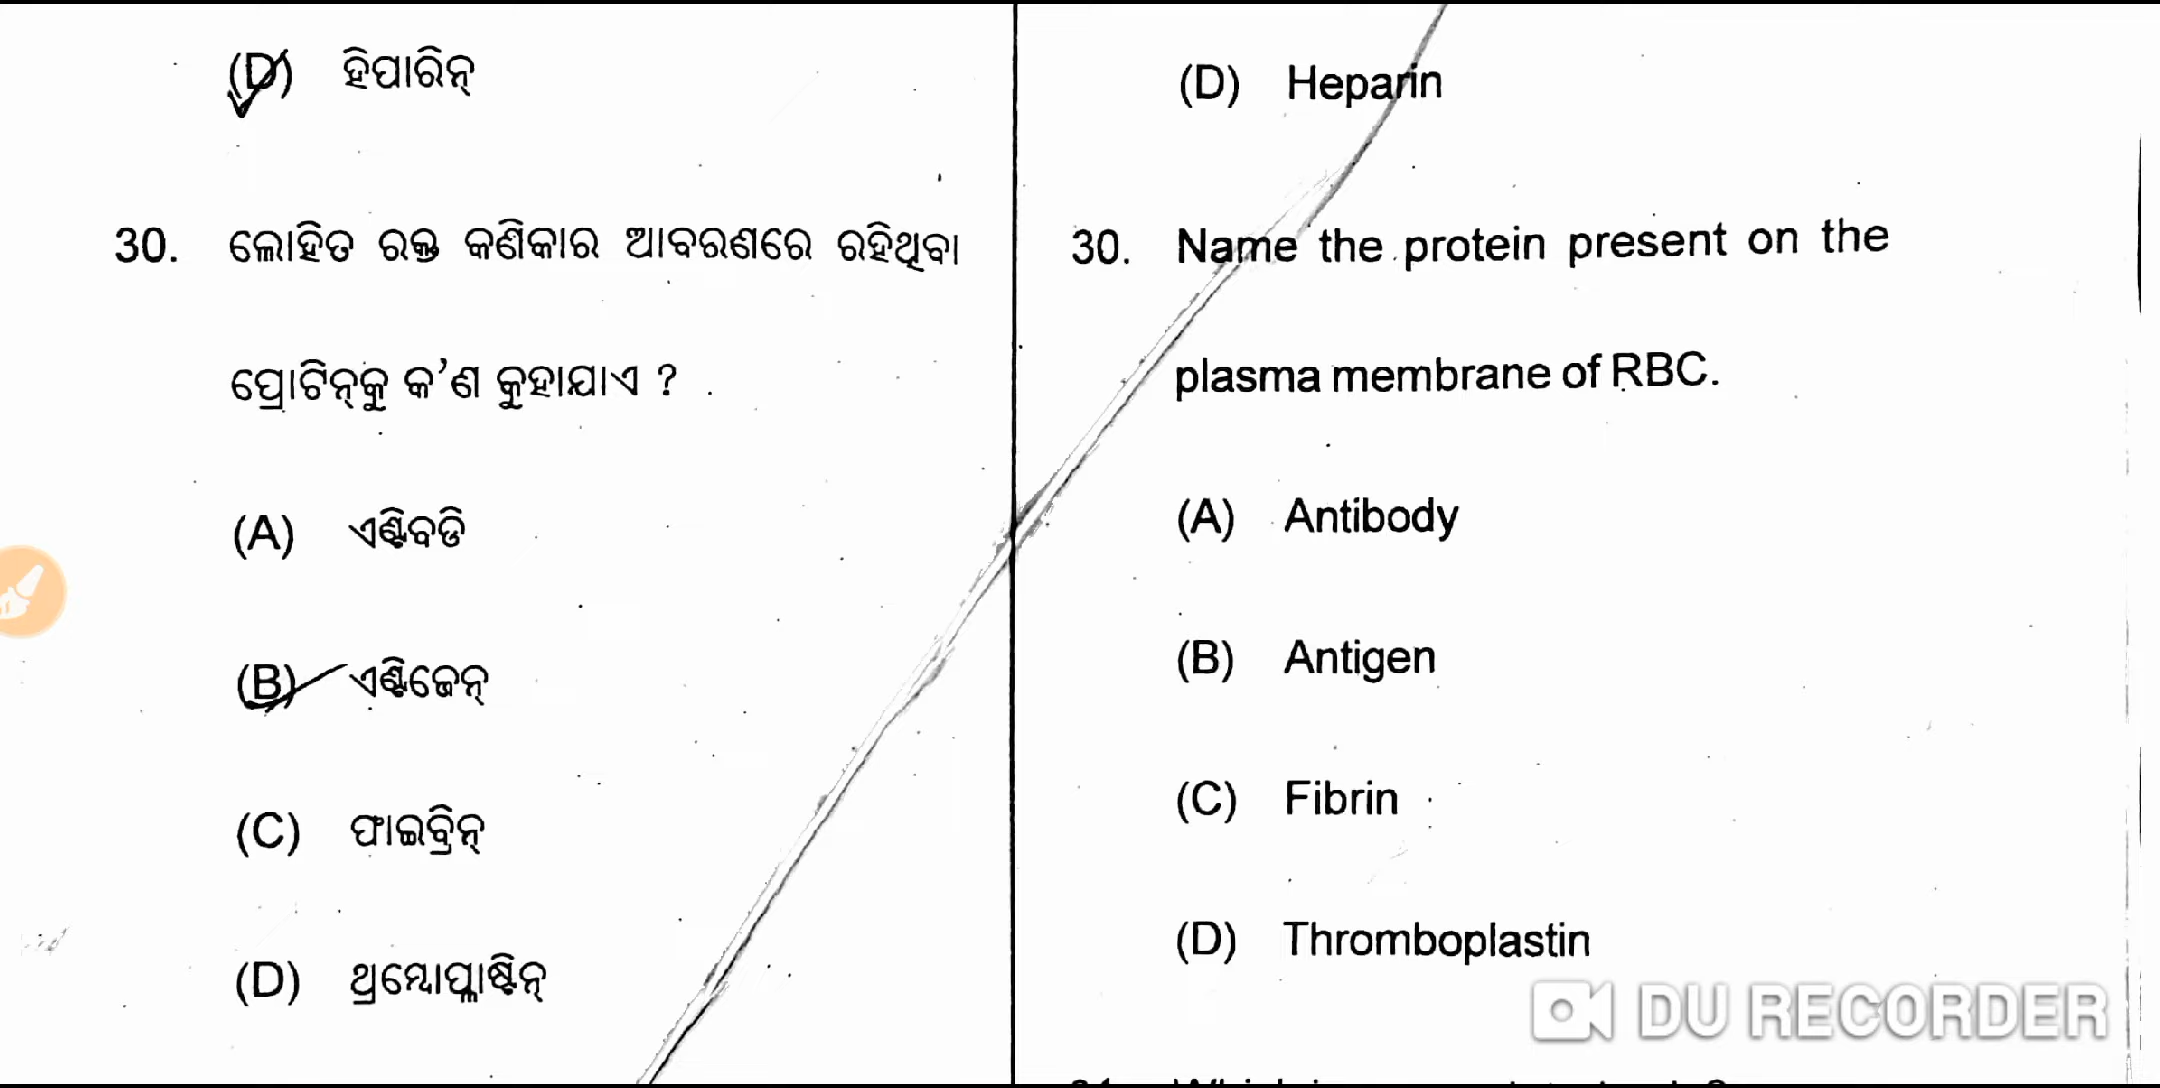 (D) ହିପାରିନ୍
30. ଲୋହିତ ରକ୍ତ କଣିକାର ଆବରଣରେ ରହିଥିବା
ପ୍ରୋଟିନ୍‌କୁ କ'ଣ କୁହାଯାଏ ?
(A) ଏଣ୍ଟିବଡି
(B) ଏଣ୍ଟିଜେନ୍
(C) ଫାଇବ୍ରିନ୍
(D) ଥ୍ରମ୍ବୋପ୍ଲାଷ୍ଟିନ୍
(D) Heparin
30. Name the protein present on the
plasma membrane of RBC.
(A) Antibody
(B) Antigen
(C) Fibrin
(D) Thromboplastin
DU RECORDER